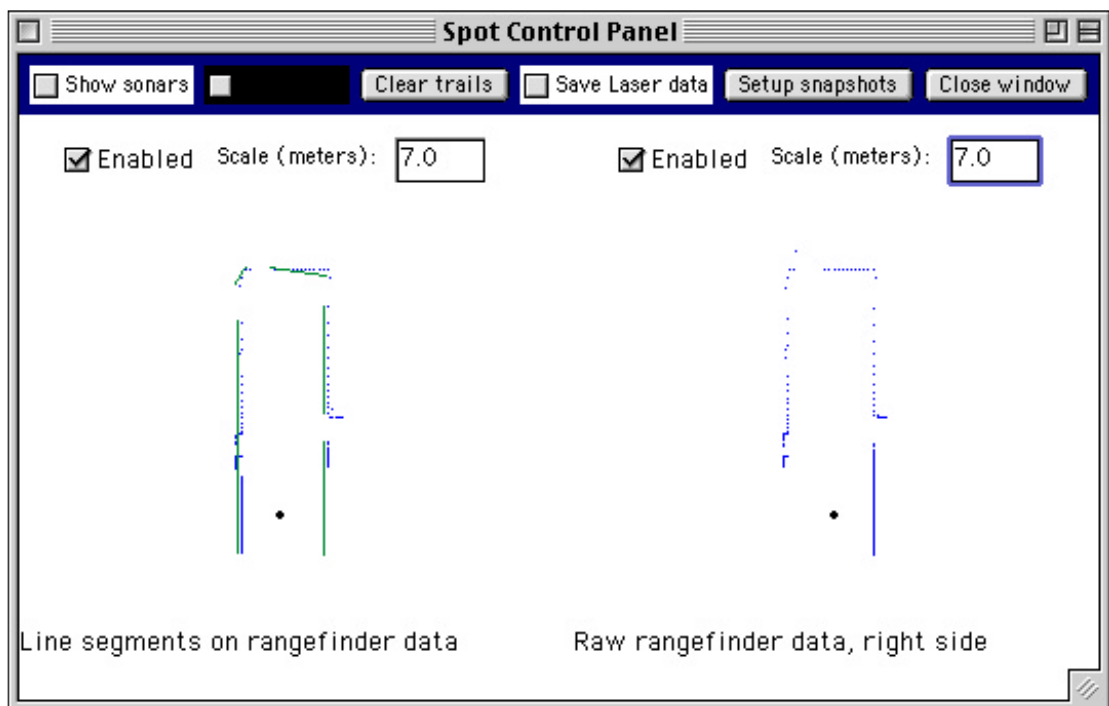 Spot Control Panel
Show sonars Clear trails Save Laser data Setup snapshots Close window
Enabled Scale (meters): 7.0 Enabled Scale (meters): 7.0
Line segments on rangefinder data Raw rangefinder data, right side